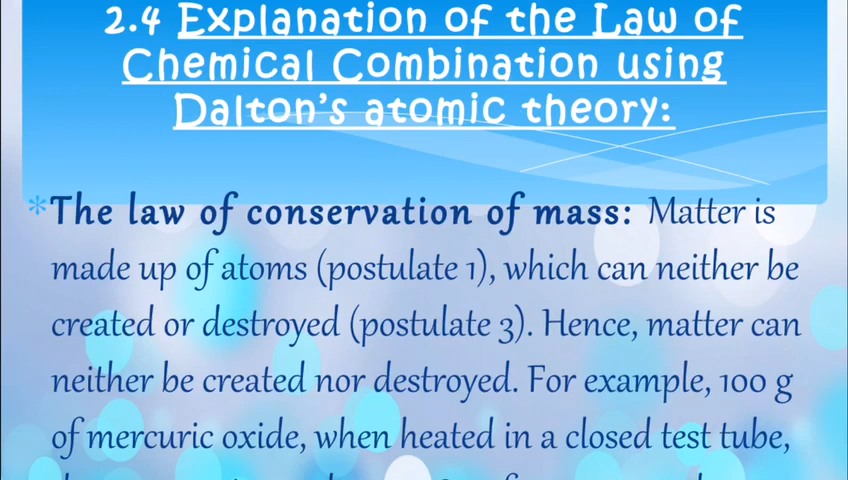 2.4 Explanation of the Law of
Chemical Combination using
Dalton's atomic theory:
*The law of conservation of mass: Matter is
made up of atoms (postulate 1), which can neither be
created or destroyed (postulate 3). Hence, matter can
neither be created nor destroyed. For example, 100 g
of mercuric oxide, when heated in a closed test tube,